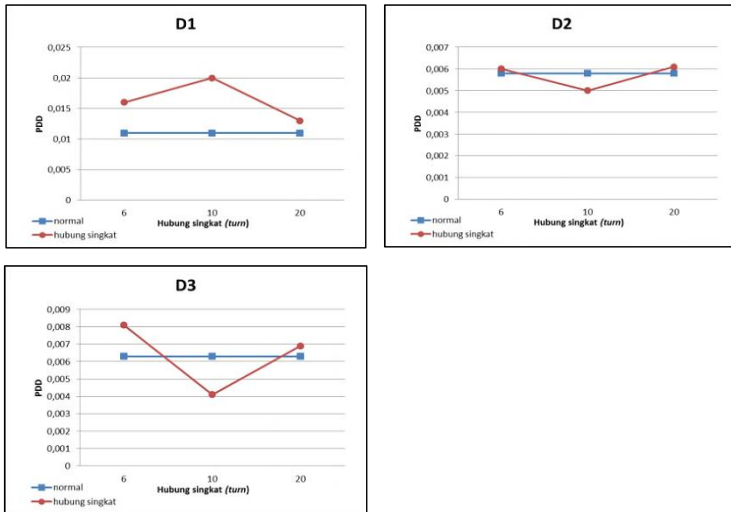 D1
0,025
0,02
0,015
0,01
0,005
0
PDD
6 10 20
Hubung singkat (turn)
normal
hubung singkat
D2
0,007
0,006
0,005
0,004
0,003
0,002
0,001
0
PDD
6 10 20
Hubung singkat (turn)
normal
hubung singkat
D3
0,009
0,008
0,007
0,006
0,005
0,004
0,003
0,002
0,001
0
PDD
6 10 20
Hubung singkat (turn)
normal
hubung singkat